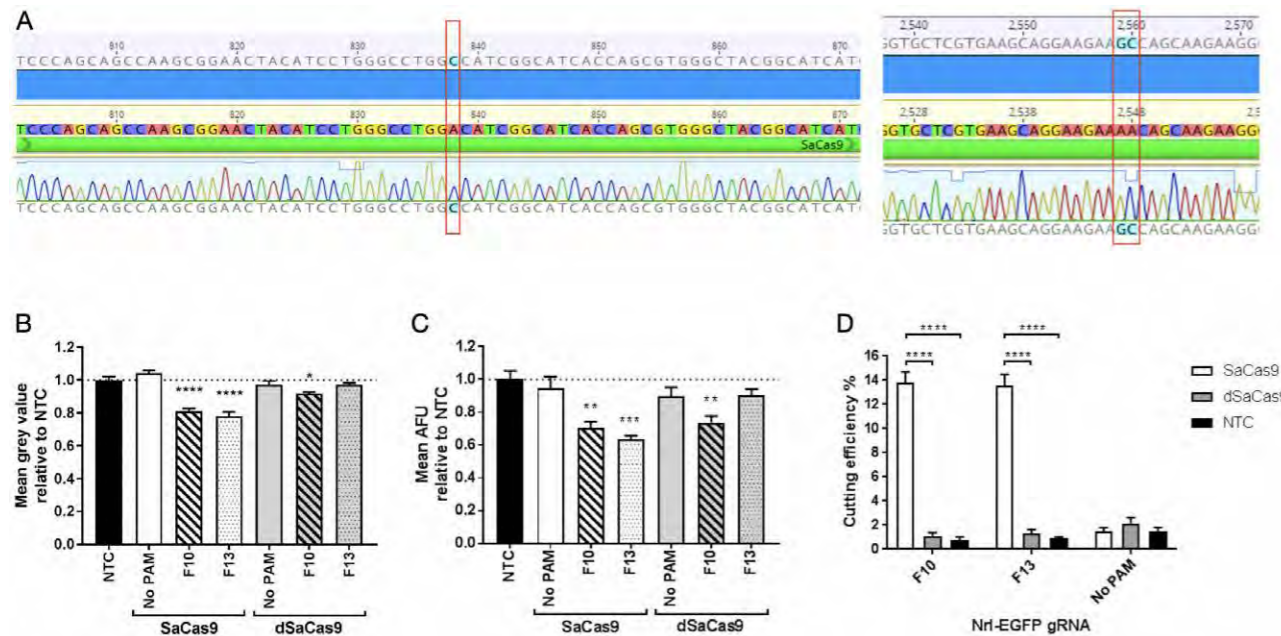 A
810 820 830 840 850 860 870
TCCCAGCAGCCAAGCGGAACTACATCCTGGGCCTGGCCATCGGCATCACCAGCGTGGGCTACGGCATCAT
810 820 830 840 850 860 870
TCCCAGCAGCCAAGCGGAACTACATCCTGGGCCTGGACATCGGCATCACCAGCGTGGGCTACGGCATCAT
SaCas9
TCCCAGCAGCCAAGCGGAACTACATCCTGGGCCTGGCCATCGGCATCACCAGCGTGGGCTACGGCATCAT
2,540 2,550 2,560 2,570
GGTGCTCGTGAAGCAGGAAGAAGCCAGCAAGAAGG
2,528 2,538 2,548
GGTGCTCGTGAAGCAGGAAGAAAACAGCAAGAAGG
GGTGCTCGTGAAGCAGGAAGAAGCCAGCAAGAAGG
B
Mean grey value
relative to NTC
1.2
1.0
0.8
0.6
0.4
0.2
0.0
**** **** *
NTC
No PAM
F10
F13
No PAM
F10
F13
SaCas9 dSaCas9
C
Mean AFU
relative to NTC
1.2
1.0
0.8
0.6
0.4
0.2
0.0
** *** **
NTC
No PAM
F10
F13
No PAM
F10
F13
SaCas9 dSaCas9
D
Cutting efficiency %
16
14
12
10
8
6
4
2
0
**** ****
**** ****
F10
F13
No PAM
Nrl-EGFP gRNA
SaCas9
dSaCas9
NTC